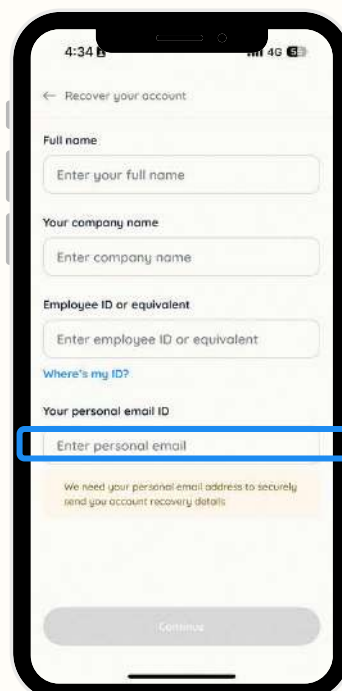 4:34
4G
← Recover your account
Full name
Enter your full name
Your company name
Enter company name
Employee ID or equivalent
Enter employee ID or equivalent
Where's my ID?
Your personal email ID
Enter personal email
We need your personal email address to securely
send you account recovery details
Continue